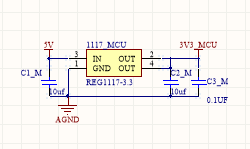 5V
1117_MCU
3V3_MCU
3 IN OUT 2
1 GND OUT 4
C1_M
C2_M
C3_M
REG1117-3.3
10uf
10uf
0.1UF
AGND